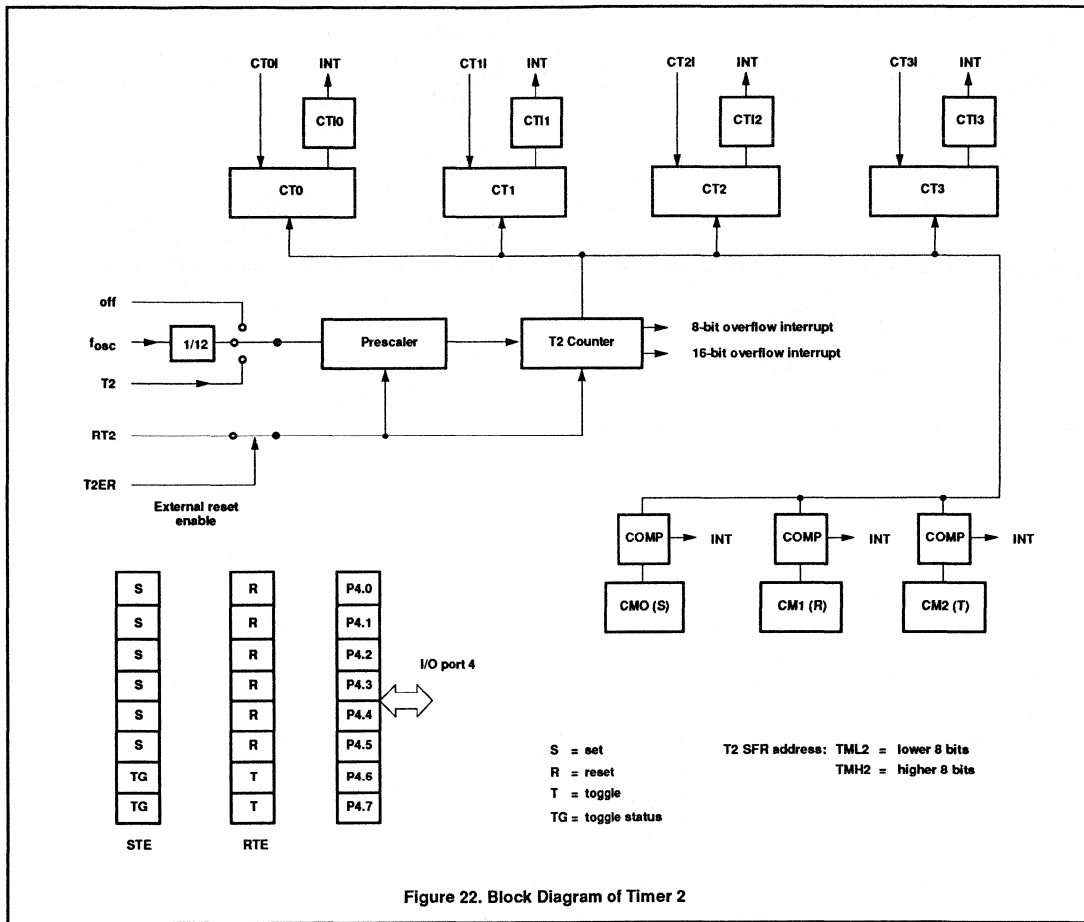 CT0I INT CT1I INT CT2I INT CT3I INT
CTI0 CTI1 CTI2 CTI3
CT0 CT1 CT2 CT3
off
fosc 1/12 Prescaler T2 Counter 8-bit overflow interrupt
16-bit overflow interrupt
T2
RT2
T2ER
External reset
enable
COMP INT COMP INT COMP INT
CMO (S) CM1 (R) CM2 (T)
S R P4.0
S R P4.1
S R P4.2
I/O port 4
S R P4.3
S R P4.4
S R P4.5
TG T P4.6
TG T P4.7
STE RTE
S = set
R = reset
T = toggle
TG = toggle status
T2 SFR address: TML2 = lower 8 bits
TMH2 = higher 8 bits
Figure 22. Block Diagram of Timer 2